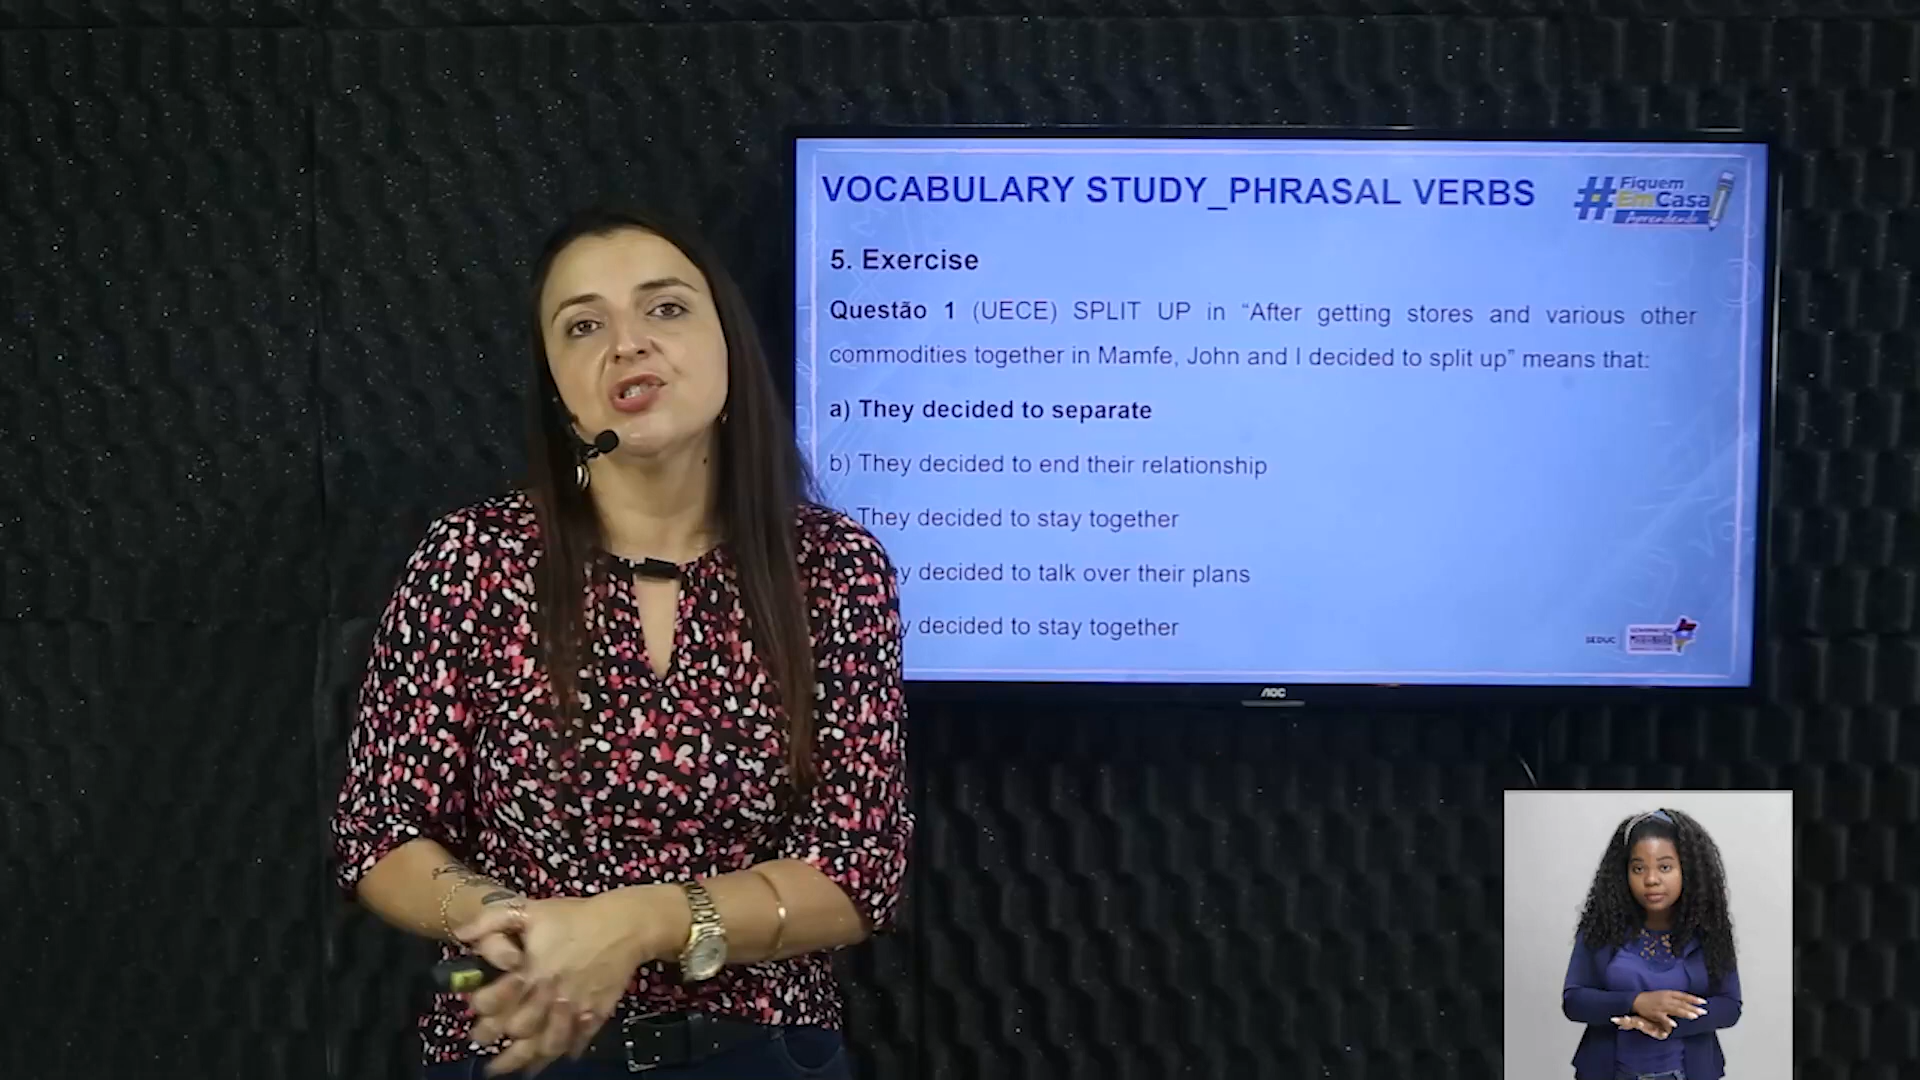 VOCABULARY STUDY_PHRASAL VERBS
#Fiquem
EmCasa
Aprendendo
5. Exercise
Questão 1 (UECE) SPLIT UP in “After getting stores and various other
commodities together in Mamfe, John and I decided to split up” means that:
a) They decided to separate
b) They decided to end their relationship
They decided to stay together
y decided to talk over their plans
y decided to stay together
SEDUC
AOC